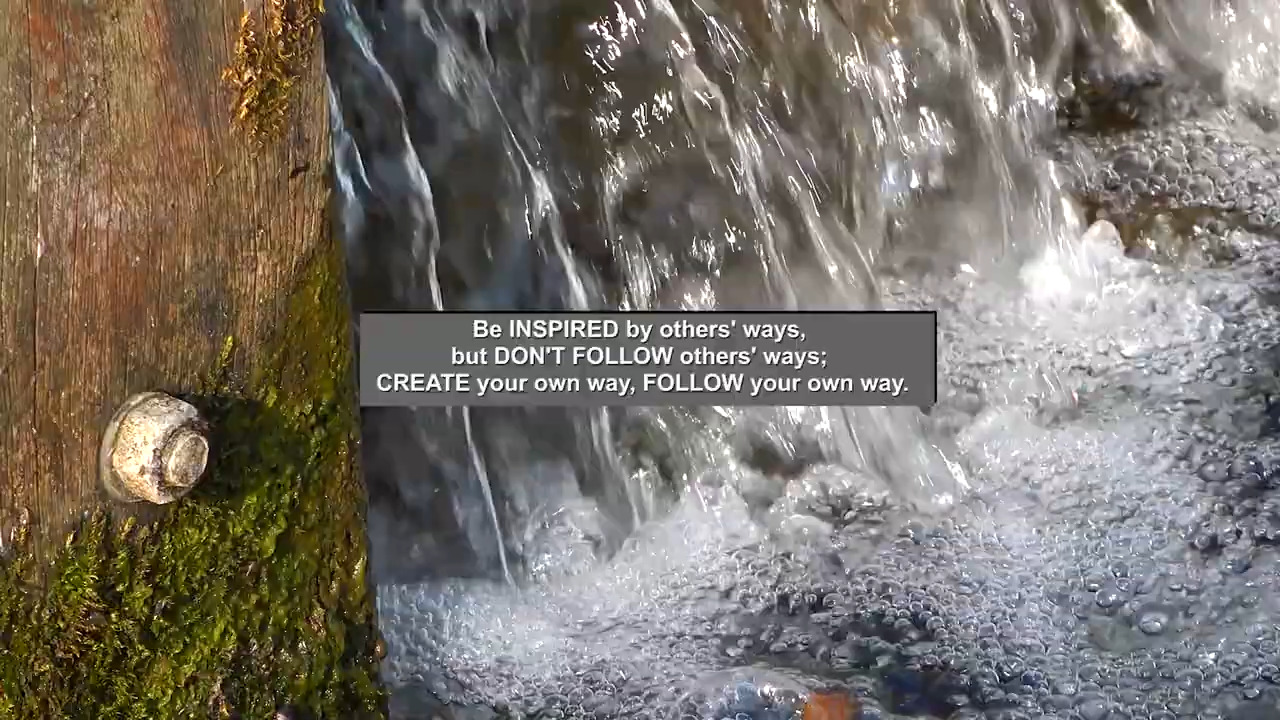 Be INSPIRED by others' ways,
but DON'T FOLLOW others' ways;
CREATE your own way, FOLLOW your own way.